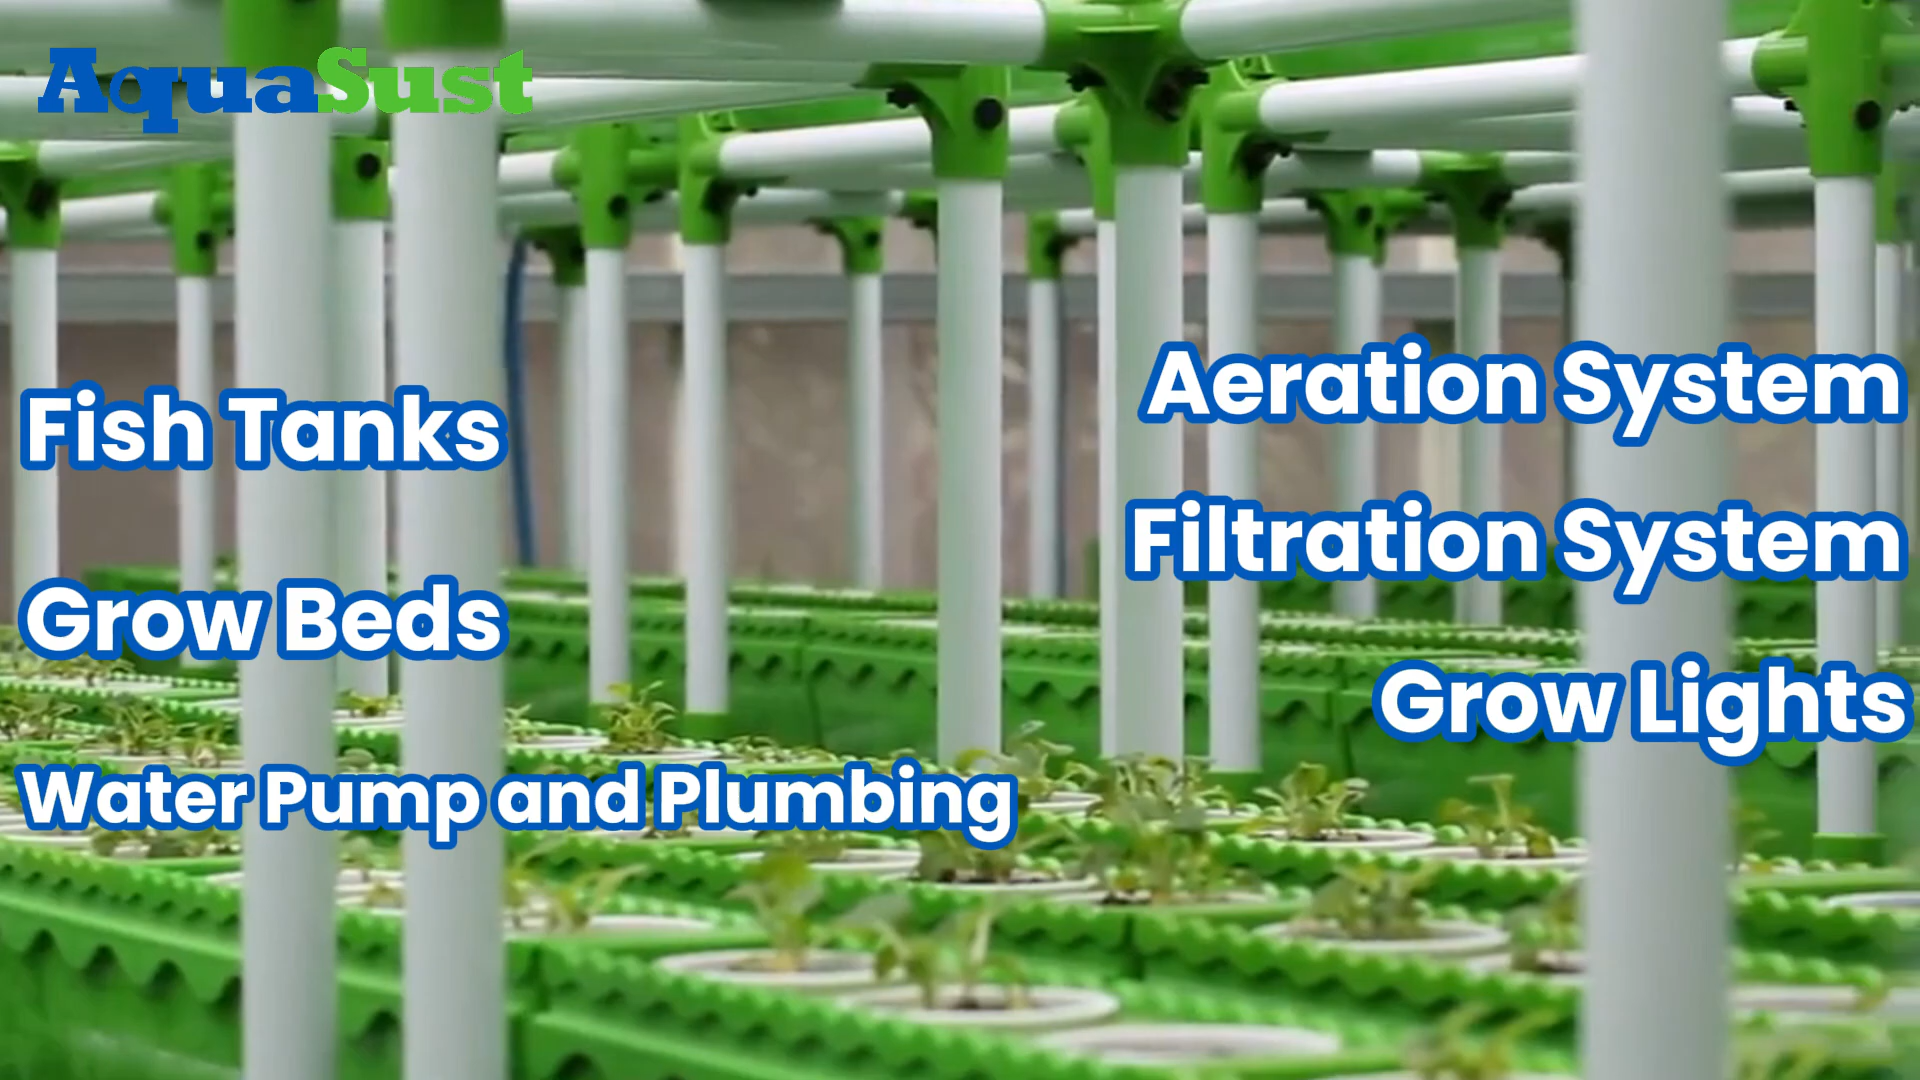 AquaSust
Fish Tanks
Grow Beds
Water Pump and Plumbing
Aeration System
Filtration System
Grow Lights